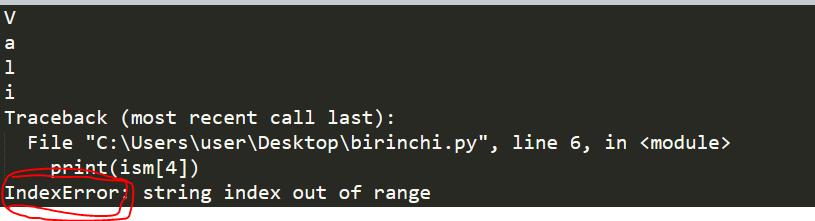 V
a
l
i
Traceback (most recent call last):
  File "C:\Users\user\Desktop\birinchi.py", line 6, in <module>
    print(ism[4])
IndexError: string index out of range